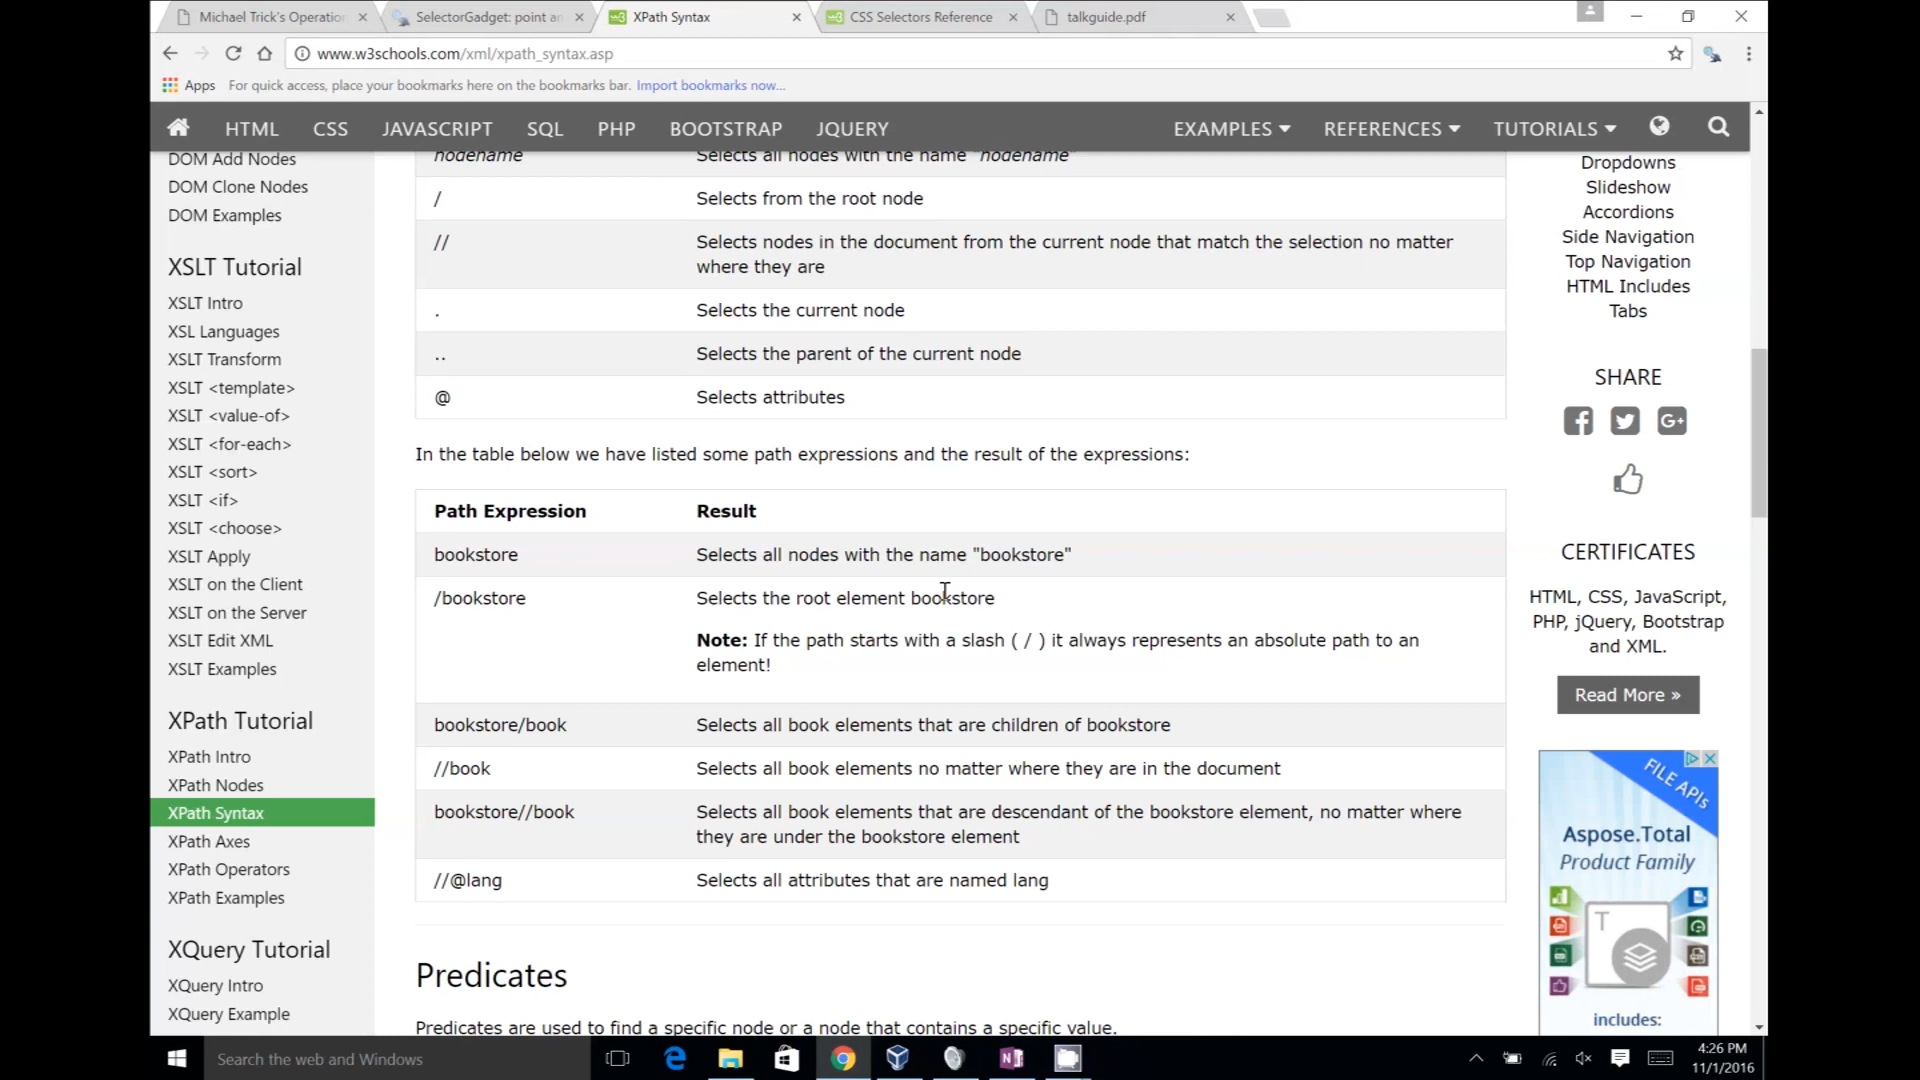 Michael Trick's Operation
SelectorGadget: point an
XPath Syntax
CSS Selectors Reference
talkguide.pdf
www.w3schools.com/xml/xpath_syntax.asp
Apps
For quick access, place your bookmarks here on the bookmarks bar. Import bookmarks now...
HTML
CSS
JAVASCRIPT
SQL
PHP
BOOTSTRAP
JQUERY
EXAMPLES
REFERENCES
TUTORIALS
DOM Add Nodes
DOM Clone Nodes
DOM Examples
XSLT Tutorial
XSLT Intro
XSL Languages
XSLT Transform
XSLT <template>
XSLT <value-of>
XSLT <for-each>
XSLT <sort>
XSLT <if>
XSLT <choose>
XSLT Apply
XSLT on the Client
XSLT on the Server
XSLT Edit XML
XSLT Examples
XPath Tutorial
XPath Intro
XPath Nodes
XPath Syntax
XPath Axes
XPath Operators
XPath Examples
XQuery Tutorial
XQuery Intro
XQuery Example
nodename Selects all nodes with the name "nodename"
/ Selects from the root node
// Selects nodes in the document from the current node that match the selection no matter
where they are
. Selects the current node
.. Selects the parent of the current node
@ Selects attributes
In the table below we have listed some path expressions and the result of the expressions:
Path Expression Result
bookstore Selects all nodes with the name "bookstore"
/bookstore Selects the root element bookstore
Note: If the path starts with a slash ( / ) it always represents an absolute path to an
element!
bookstore/book Selects all book elements that are children of bookstore
//book Selects all book elements no matter where they are in the document
bookstore//book Selects all book elements that are descendant of the bookstore element, no matter where
they are under the bookstore element
//@lang Selects all attributes that are named lang
Predicates
Predicates are used to find a specific node or a node that contains a specific value.
Dropdowns
Slideshow
Accordions
Side Navigation
Top Navigation
HTML Includes
Tabs
SHARE
G+
CERTIFICATES
HTML, CSS, JavaScript,
PHP, jQuery, Bootstrap
and XML.
Read More »
FILE APIs
Aspose.Total
Product Family
T
includes:
Search the web and Windows
4:26 PM
11/1/2016